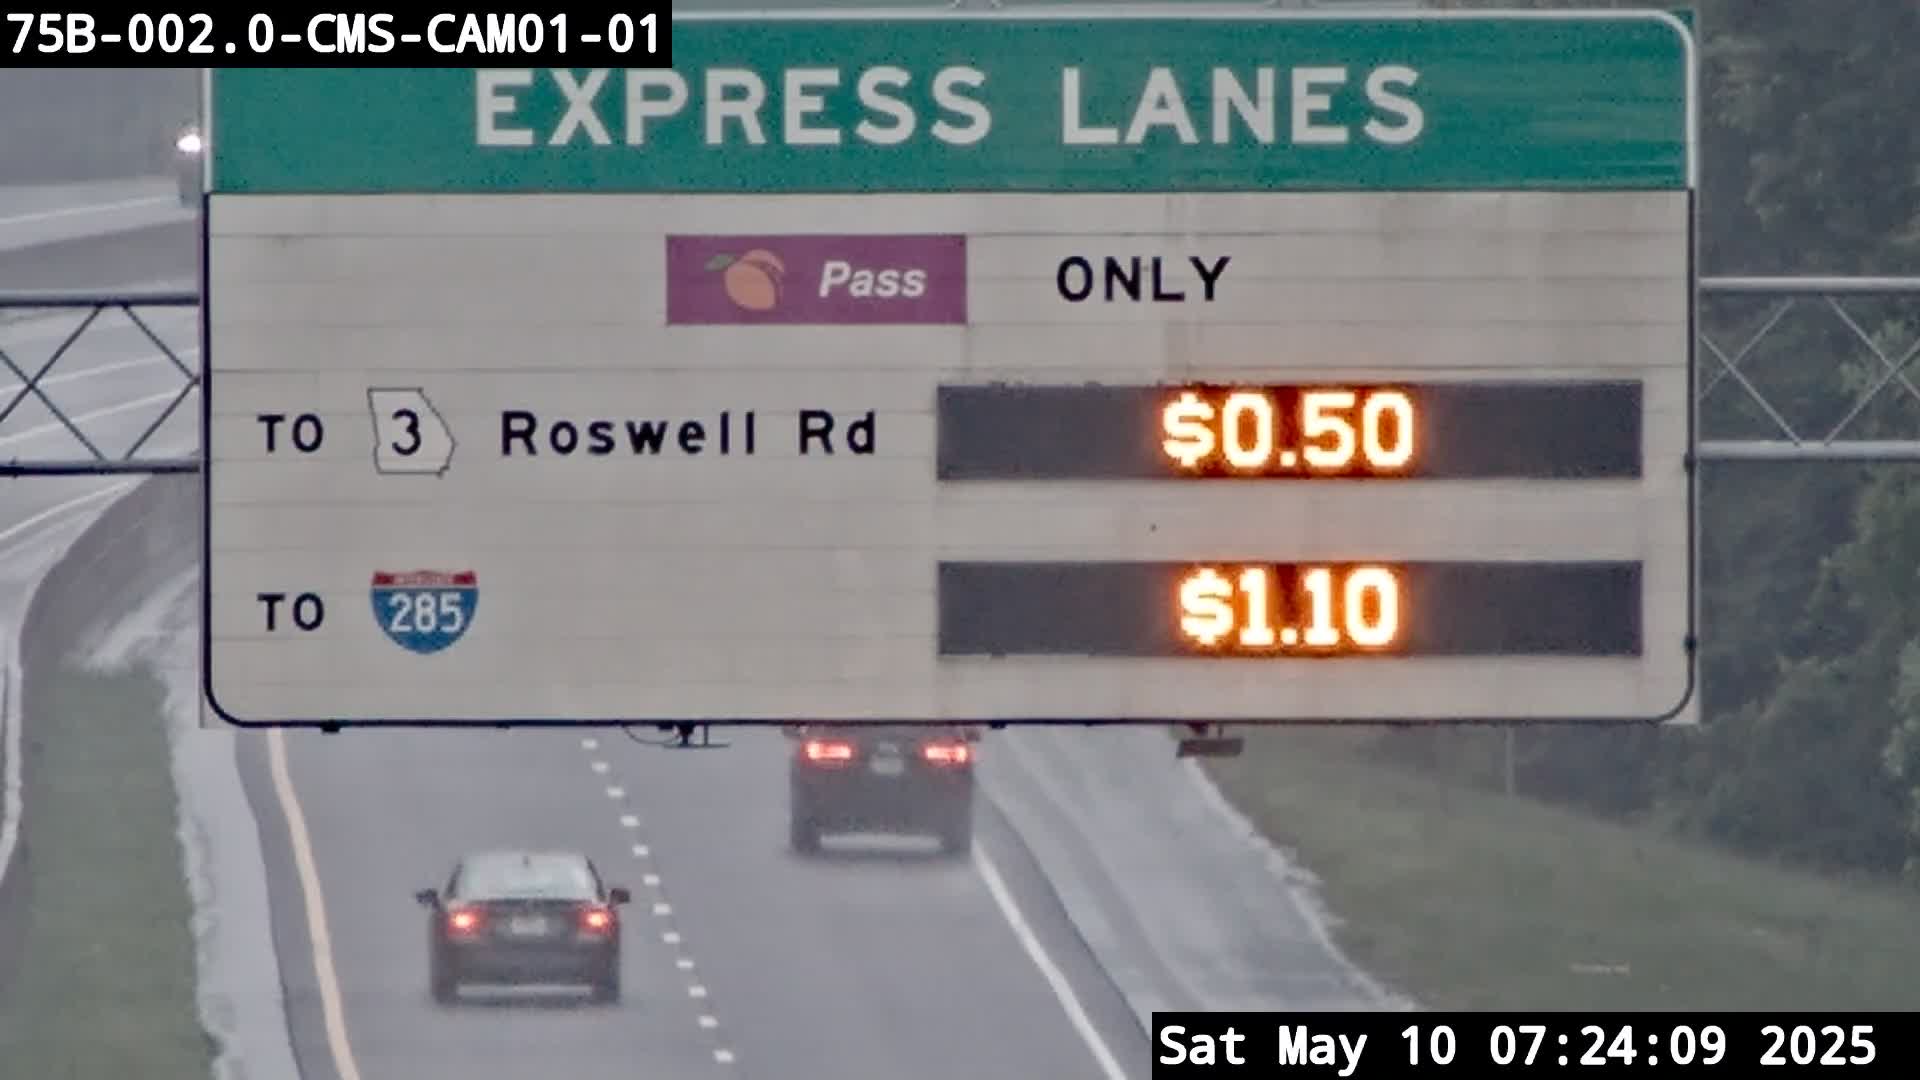 75B-002.0-CMS-CAM01-01
EXPRESS LANES
Pass ONLY
TO 3 Roswell Rd $0.50
TO 285 $1.10
Sat May 10 07:24:09 2025